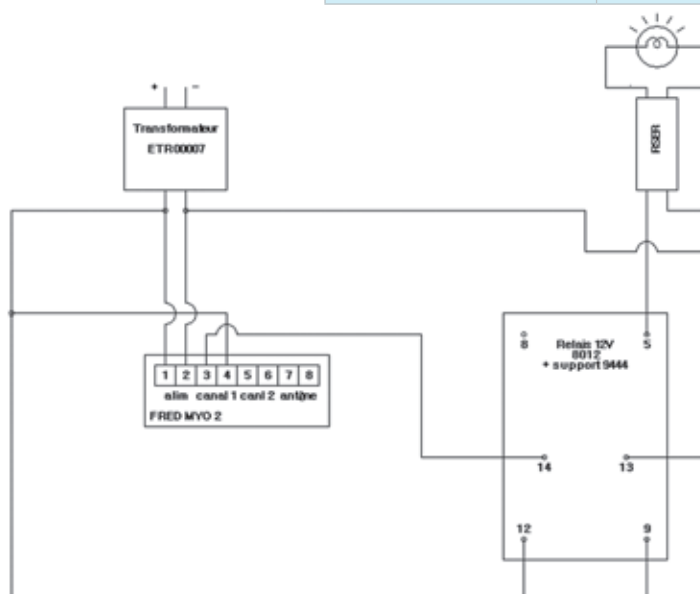 + −
Transformateur
ETR00007
RSER
8
Relais 12V
8012
+ support 9444
5
1 2 3 4 5 6 7 8
alim canal 1 canl 2 antine
FRED MYO 2
14
13
12
9